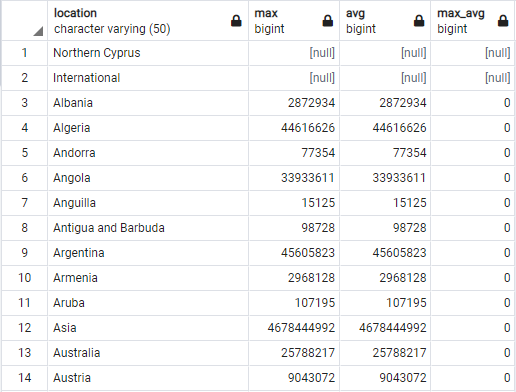 location max avg max_avg
character varying (50) bigint bigint bigint
1 Northern Cyprus [null] [null] [null]
2 International [null] [null] [null]
3 Albania 2872934 2872934 0
4 Algeria 44616626 44616626 0
5 Andorra 77354 77354 0
6 Angola 33933611 33933611 0
7 Anguilla 15125 15125 0
8 Antigua and Barbuda 98728 98728 0
9 Argentina 45605823 45605823 0
10 Armenia 2968128 2968128 0
11 Aruba 107195 107195 0
12 Asia 4678444992 4678444992 0
13 Australia 25788217 25788217 0
14 Austria 9043072 9043072 0